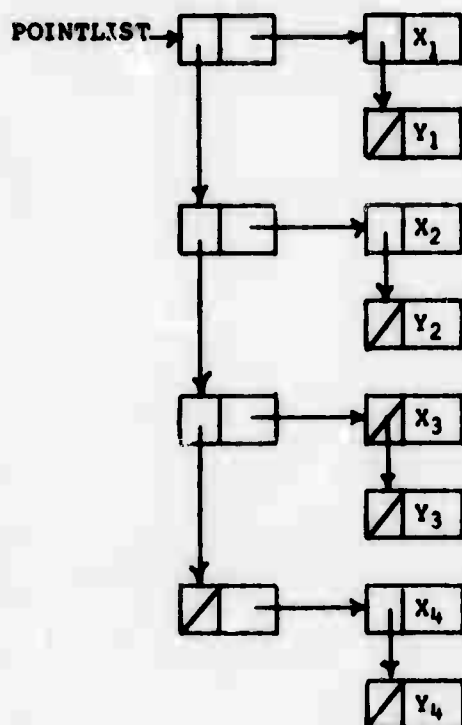 POINTLIST X₁
Y₁
X₂
Y₂
X₃
Y₃
X₄
Y₄